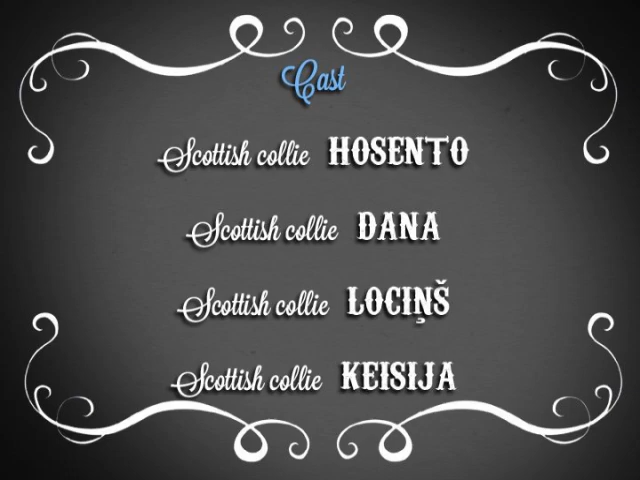 Cast
Scottish collie HOSENTO
Scottish collie DANA
Scottish collie LOCIŅŠ
Scottish collie KEISIJA